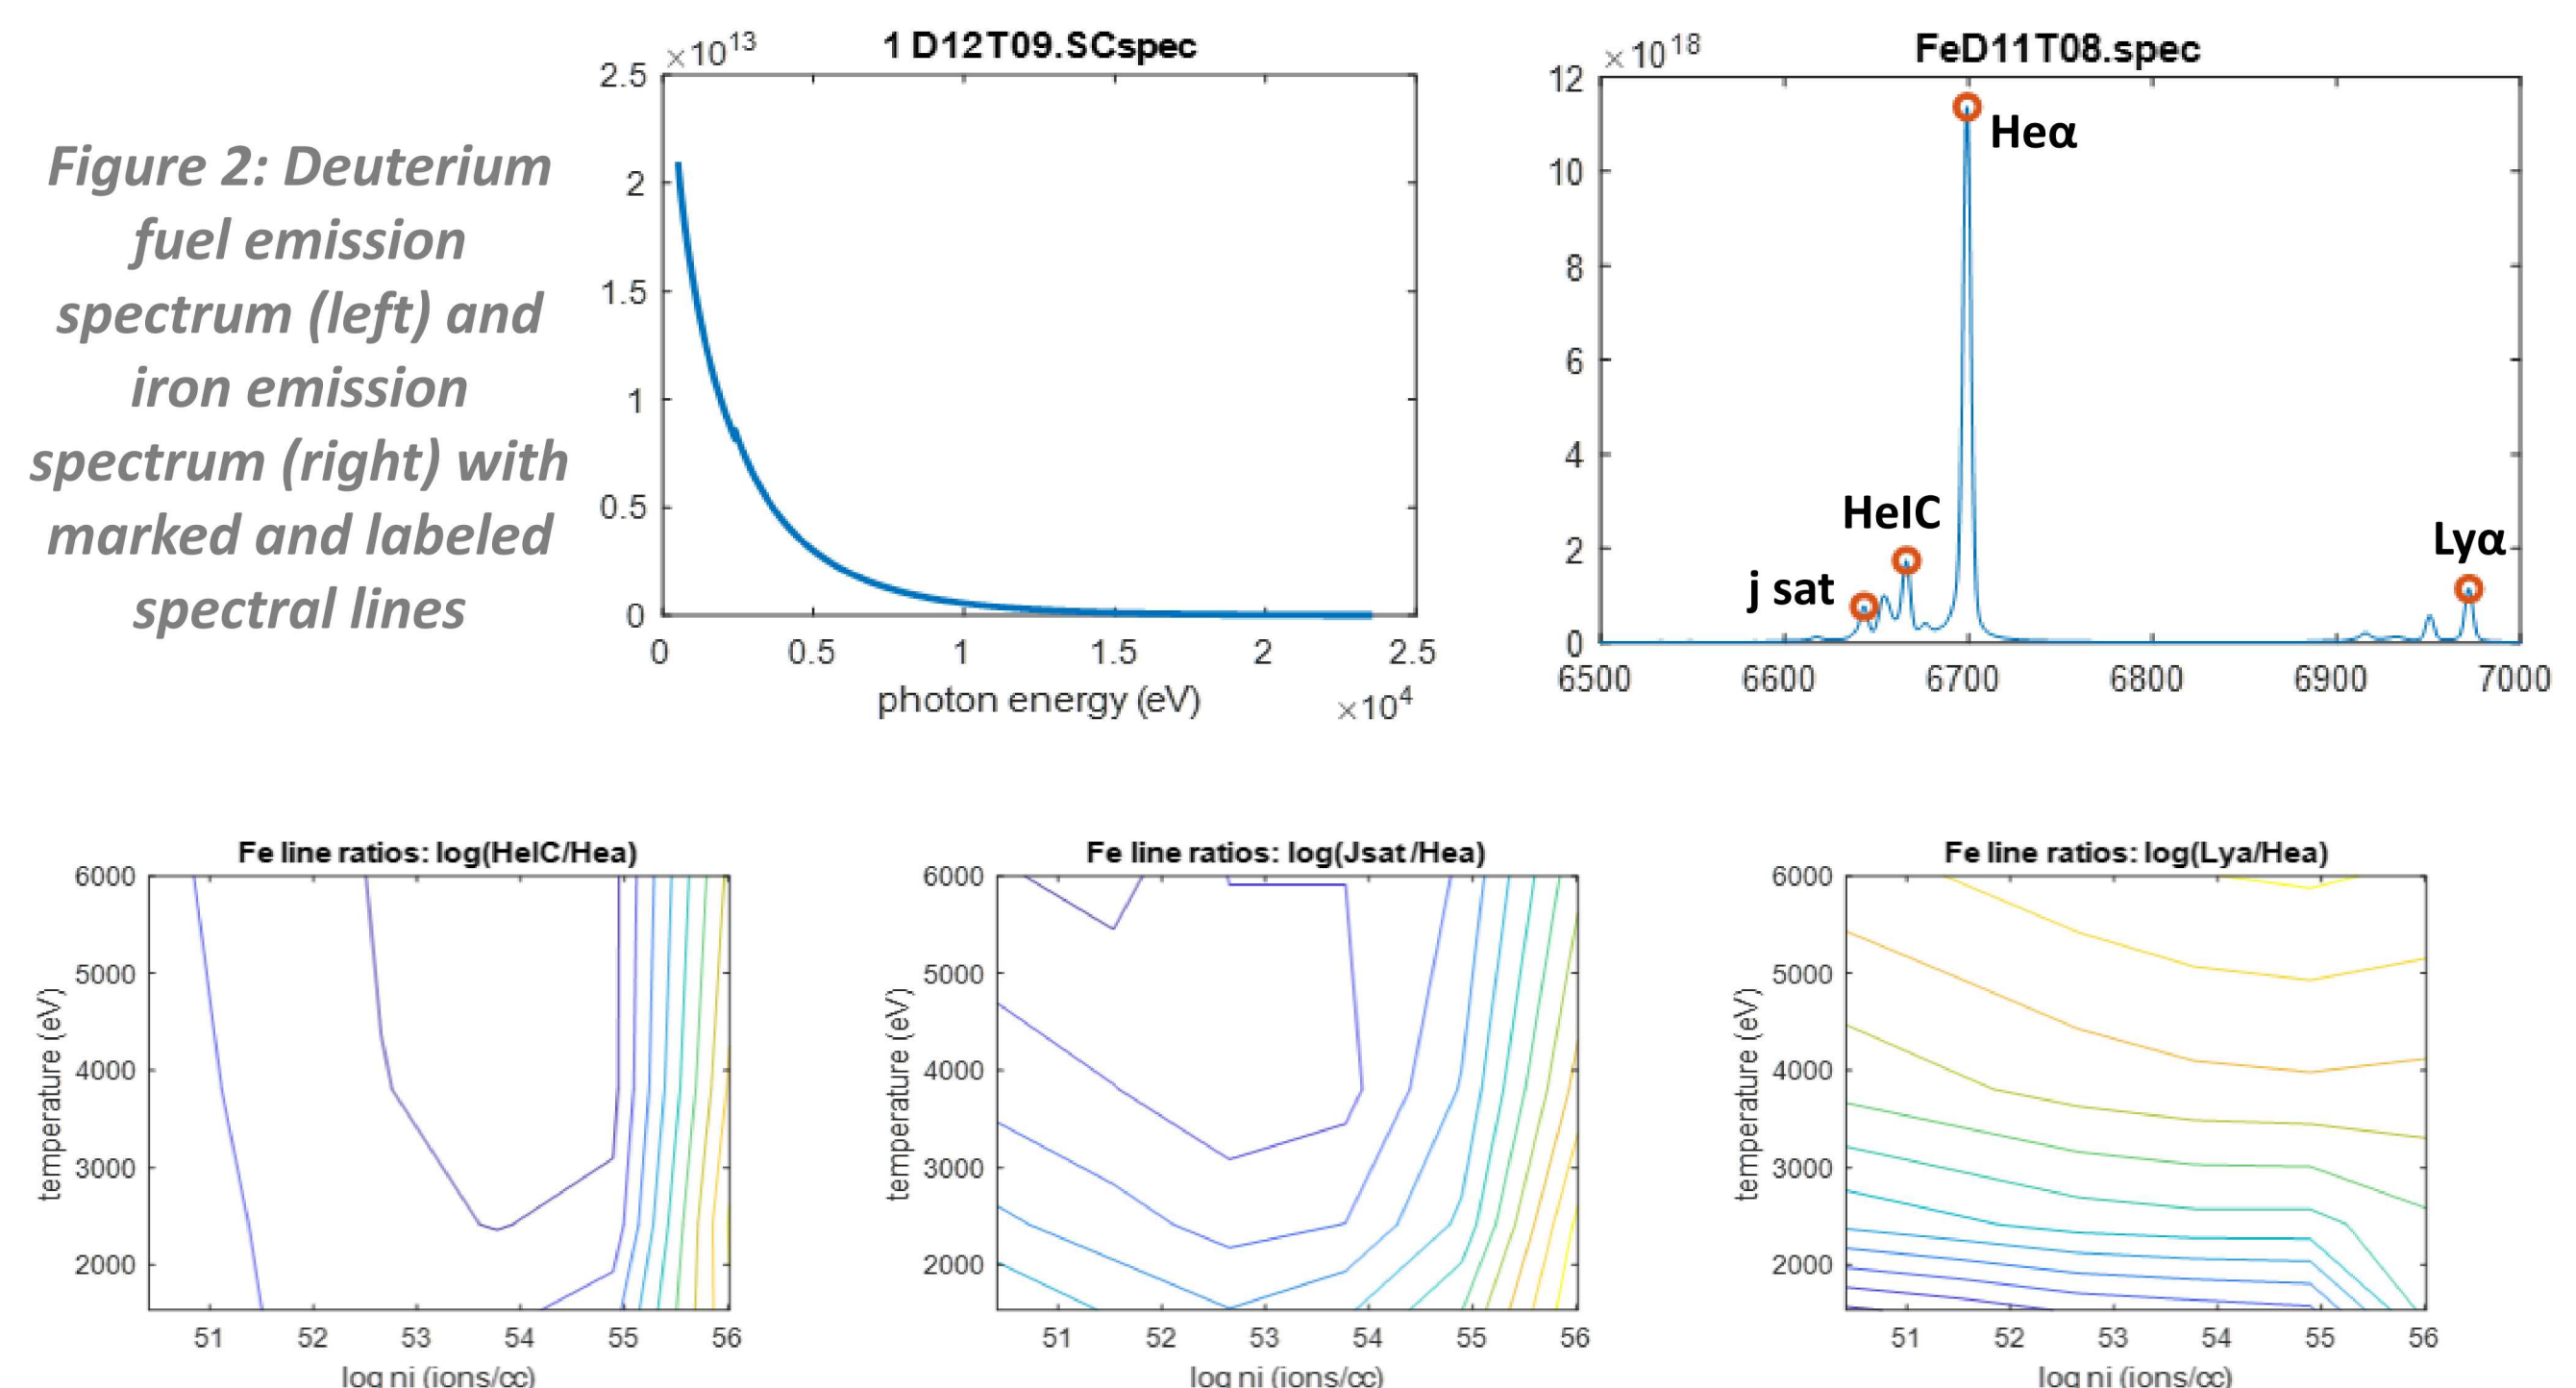 Figure 2: Deuterium
fuel emission
spectrum (left) and
iron emission
spectrum (right) with
marked and labeled
spectral lines
×10^13
1 D12T09.SCspec
2.5
2
1.5
1
0.5
0
0 0.5 1 1.5 2 2.5
photon energy (eV)
×10^4
×10^18
FeD11T08.spec
12
10
8
6
4
2
0
Heα
HeIC
j sat
Lyα
6500 6600 6700 6800 6900 7000
Fe line ratios: log(HeIC/Hea)
6000
5000
4000
3000
2000
temperature (eV)
51 52 53 54 55 56
log ni (ions/cc)
Fe line ratios: log(Jsat/Hea)
6000
5000
4000
3000
2000
temperature (eV)
51 52 53 54 55 56
log ni (ions/cc)
Fe line ratios: log(Lya/Hea)
6000
5000
4000
3000
2000
temperature (eV)
51 52 53 54 55 56
log ni (ions/cc)